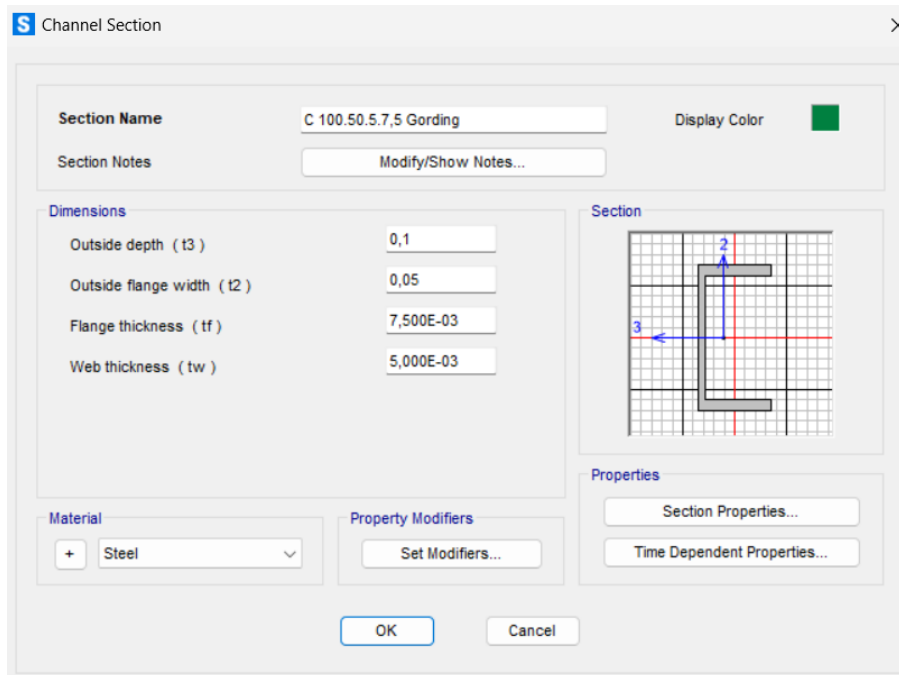 S Channel Section
Section Name C 100.50.5.7,5 Gording Display Color
Section Notes Modify/Show Notes...
Dimensions
Outside depth ( t3 ) 0,1
Outside flange width ( t2 ) 0,05
Flange thickness ( tf ) 7,500E-03
Web thickness ( tw ) 5,000E-03
Section
2
3
Properties
Section Properties...
Time Dependent Properties...
Material
+ Steel
Property Modifiers
Set Modifiers...
OK Cancel